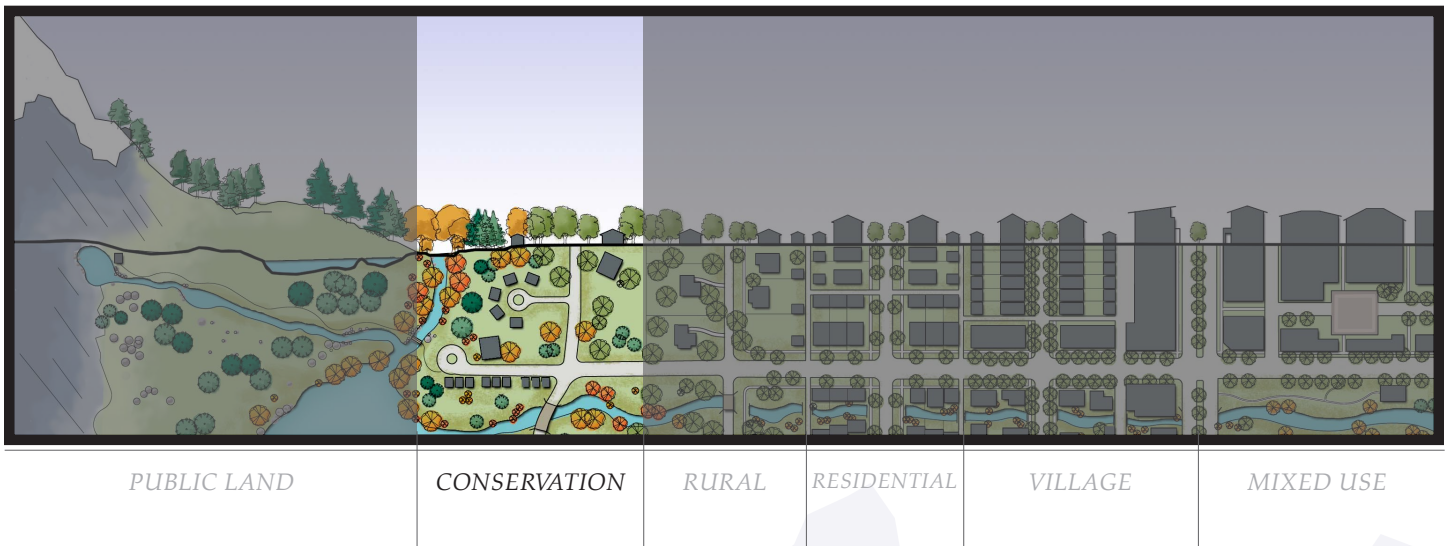 PUBLIC LAND
CONSERVATION
RURAL
RESIDENTIAL
VILLAGE
MIXED USE